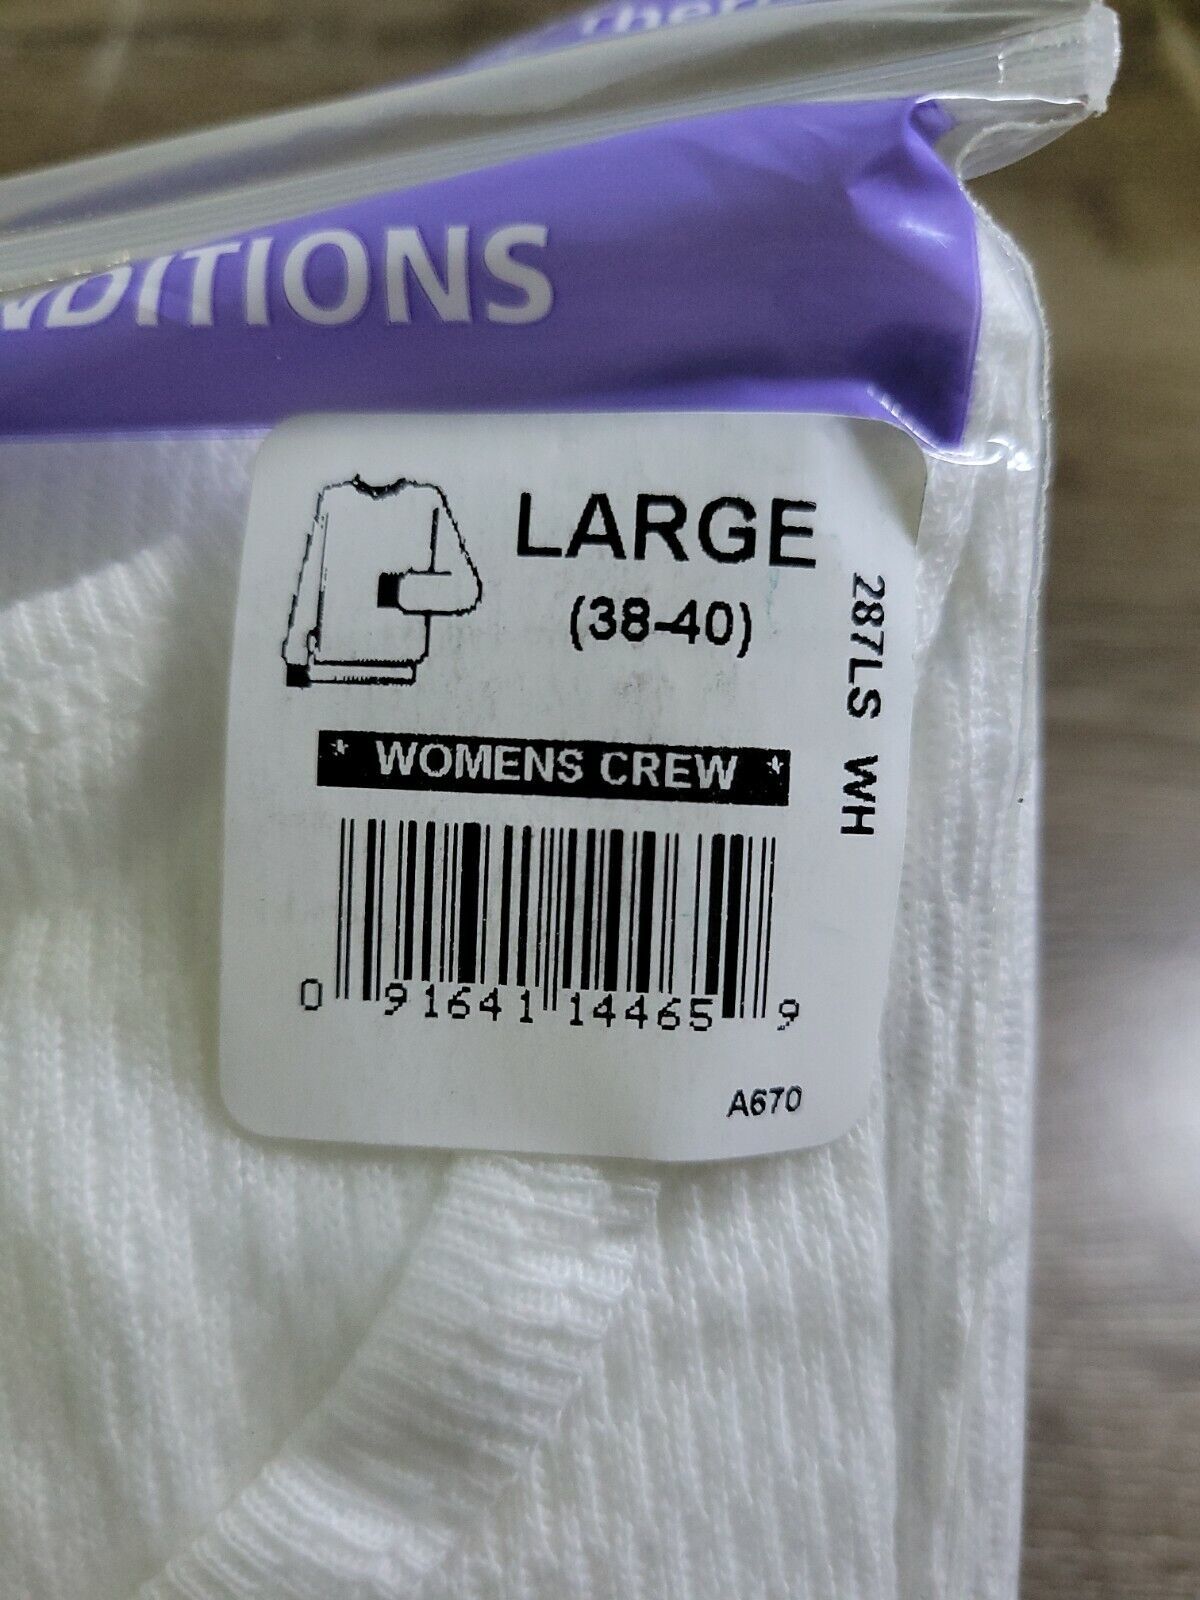 NDITIONS
LARGE
(38-40)
287LS WH
* WOMENS CREW *
0 91641 14465 9
A670